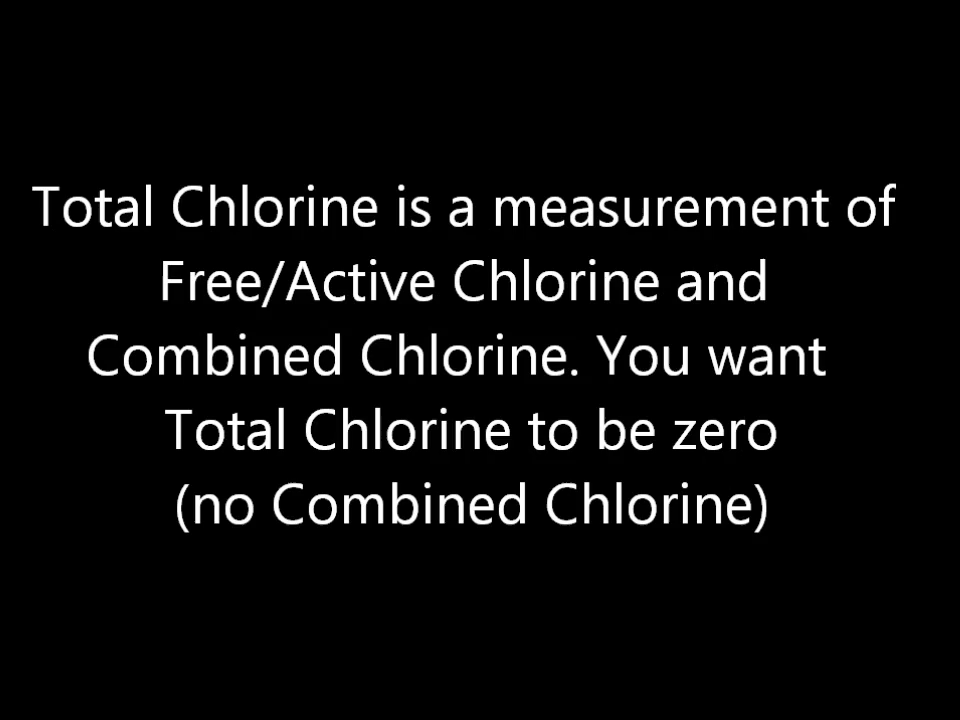 Total Chlorine is a measurement of
Free/Active Chlorine and
Combined Chlorine. You want
Total Chlorine to be zero
(no Combined Chlorine)